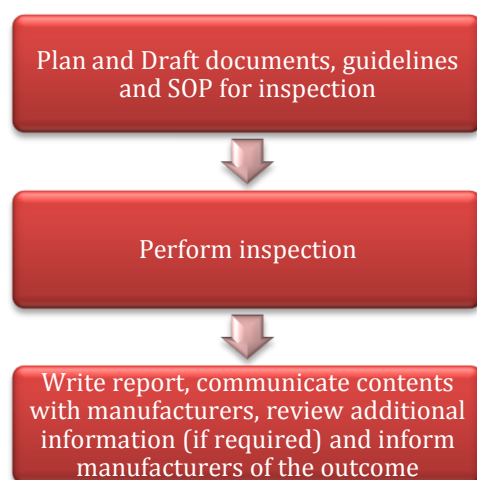 Plan and Draft documents, guidelines
and SOP for inspection
Perform inspection
Write report, communicate contents
with manufacturers, review additional
information (if required) and inform
manufacturers of the outcome